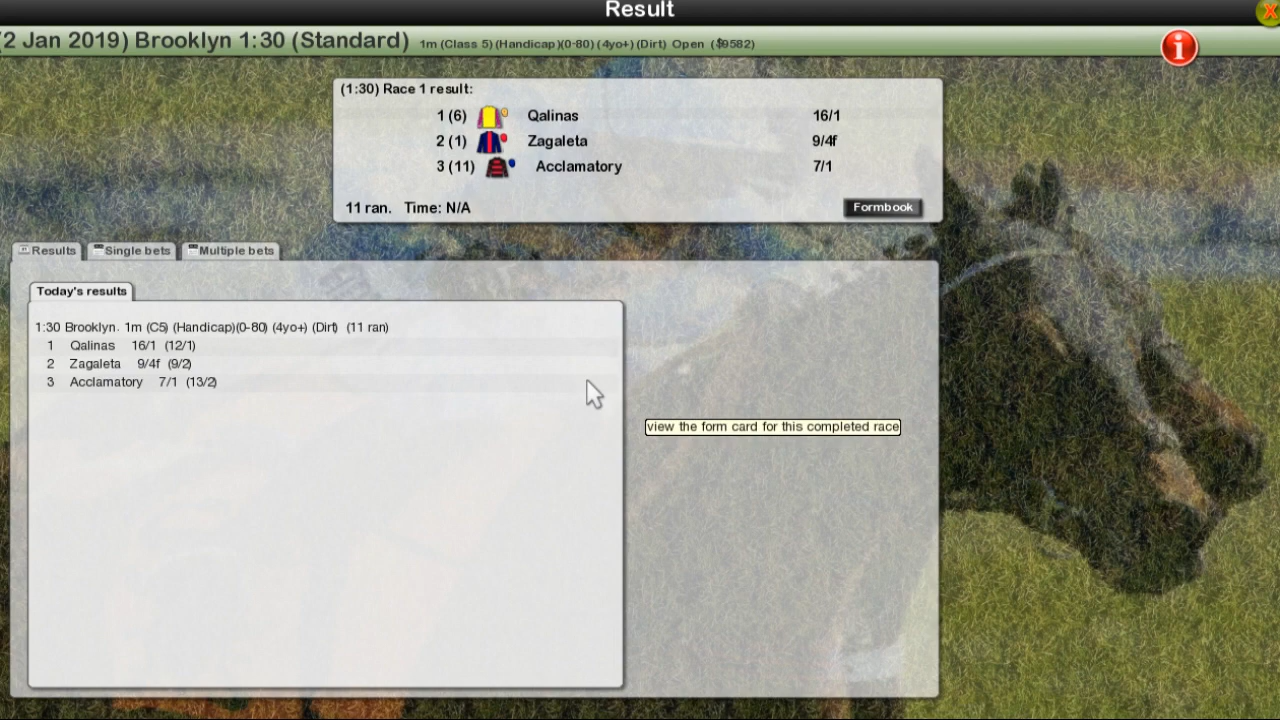 Result
(2 Jan 2019) Brooklyn 1:30 (Standard) 1m (Class 5) (Handicap)(0-80) (4yo+) (Dirt) Open ($9582)
(1:30) Race 1 result:
1 (6) Qalinas 16/1
2 (1) Zagaleta 9/4f
3 (11) Acclamatory 7/1
11 ran. Time: N/A Formbook
Results Single bets Multiple bets
Today's results
1:30 Brooklyn. 1m (C5) (Handicap)(0-80) (4yo+) (Dirt) (11 ran)
1 Qalinas 16/1 (12/1)
2 Zagaleta 9/4f (9/2)
3 Acclamatory 7/1 (13/2)
view the form card for this completed race